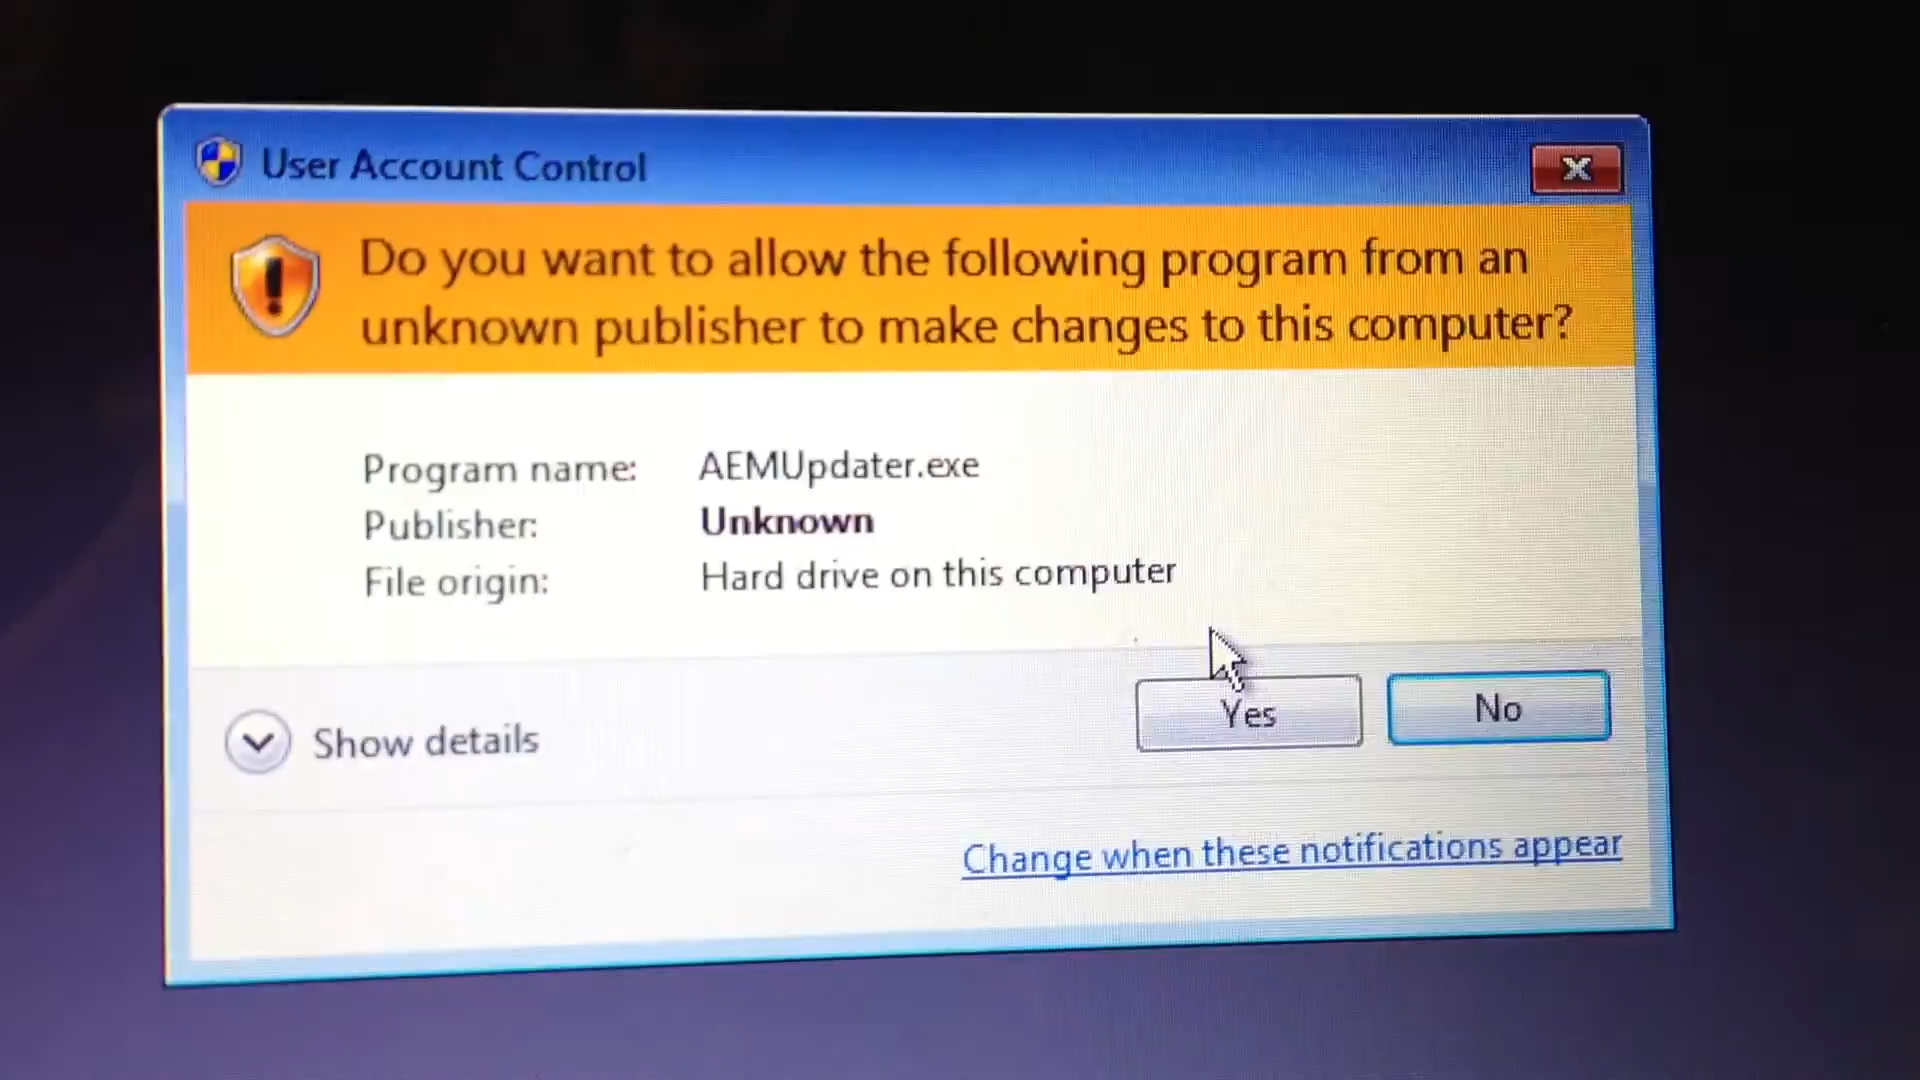 User Account Control
Do you want to allow the following program from an
unknown publisher to make changes to this computer?
Program name: AEMUpdater.exe
Publisher: Unknown
File origin: Hard drive on this computer
Show details
Yes
No
Change when these notifications appear